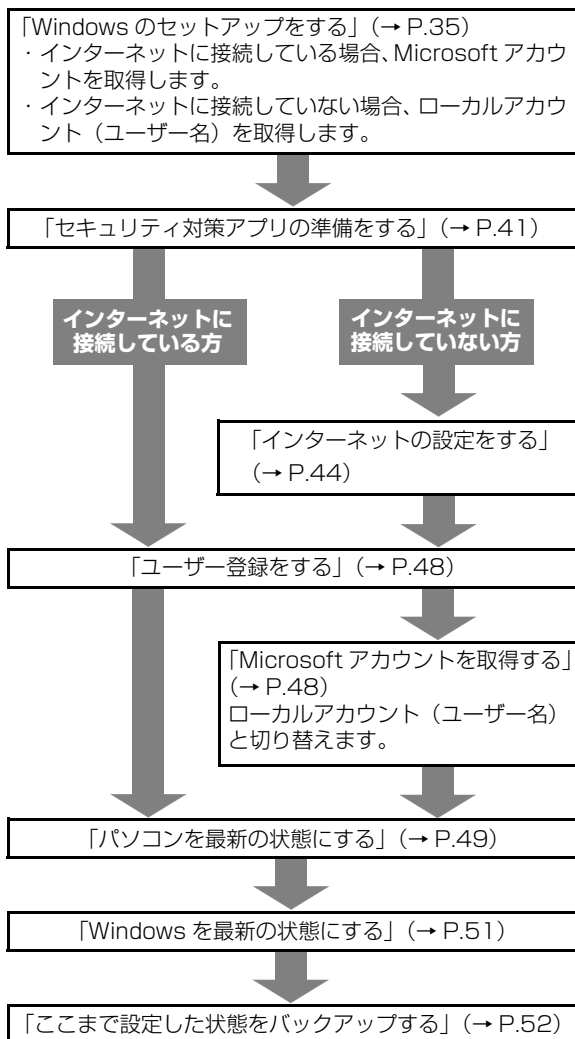 「Windows のセットアップをする」（→ P.35）
・インターネットに接続している場合、Microsoft アカウ
ントを取得します。
・インターネットに接続していない場合、ローカルアカウ
ント（ユーザー名）を取得します。
「セキュリティ対策アプリの準備をする」（→ P.41）
インターネットに
接続している方
インターネットに
接続していない方
「インターネットの設定をする」
（→ P.44）
「ユーザー登録をする」（→ P.48）
「Microsoft アカウントを取得する」
（→ P.48）
ローカルアカウント（ユーザー名）
と切り替えます。
「パソコンを最新の状態にする」（→ P.49）
「Windows を最新の状態にする」（→ P.51）
「ここまで設定した状態をバックアップする」（→ P.52）